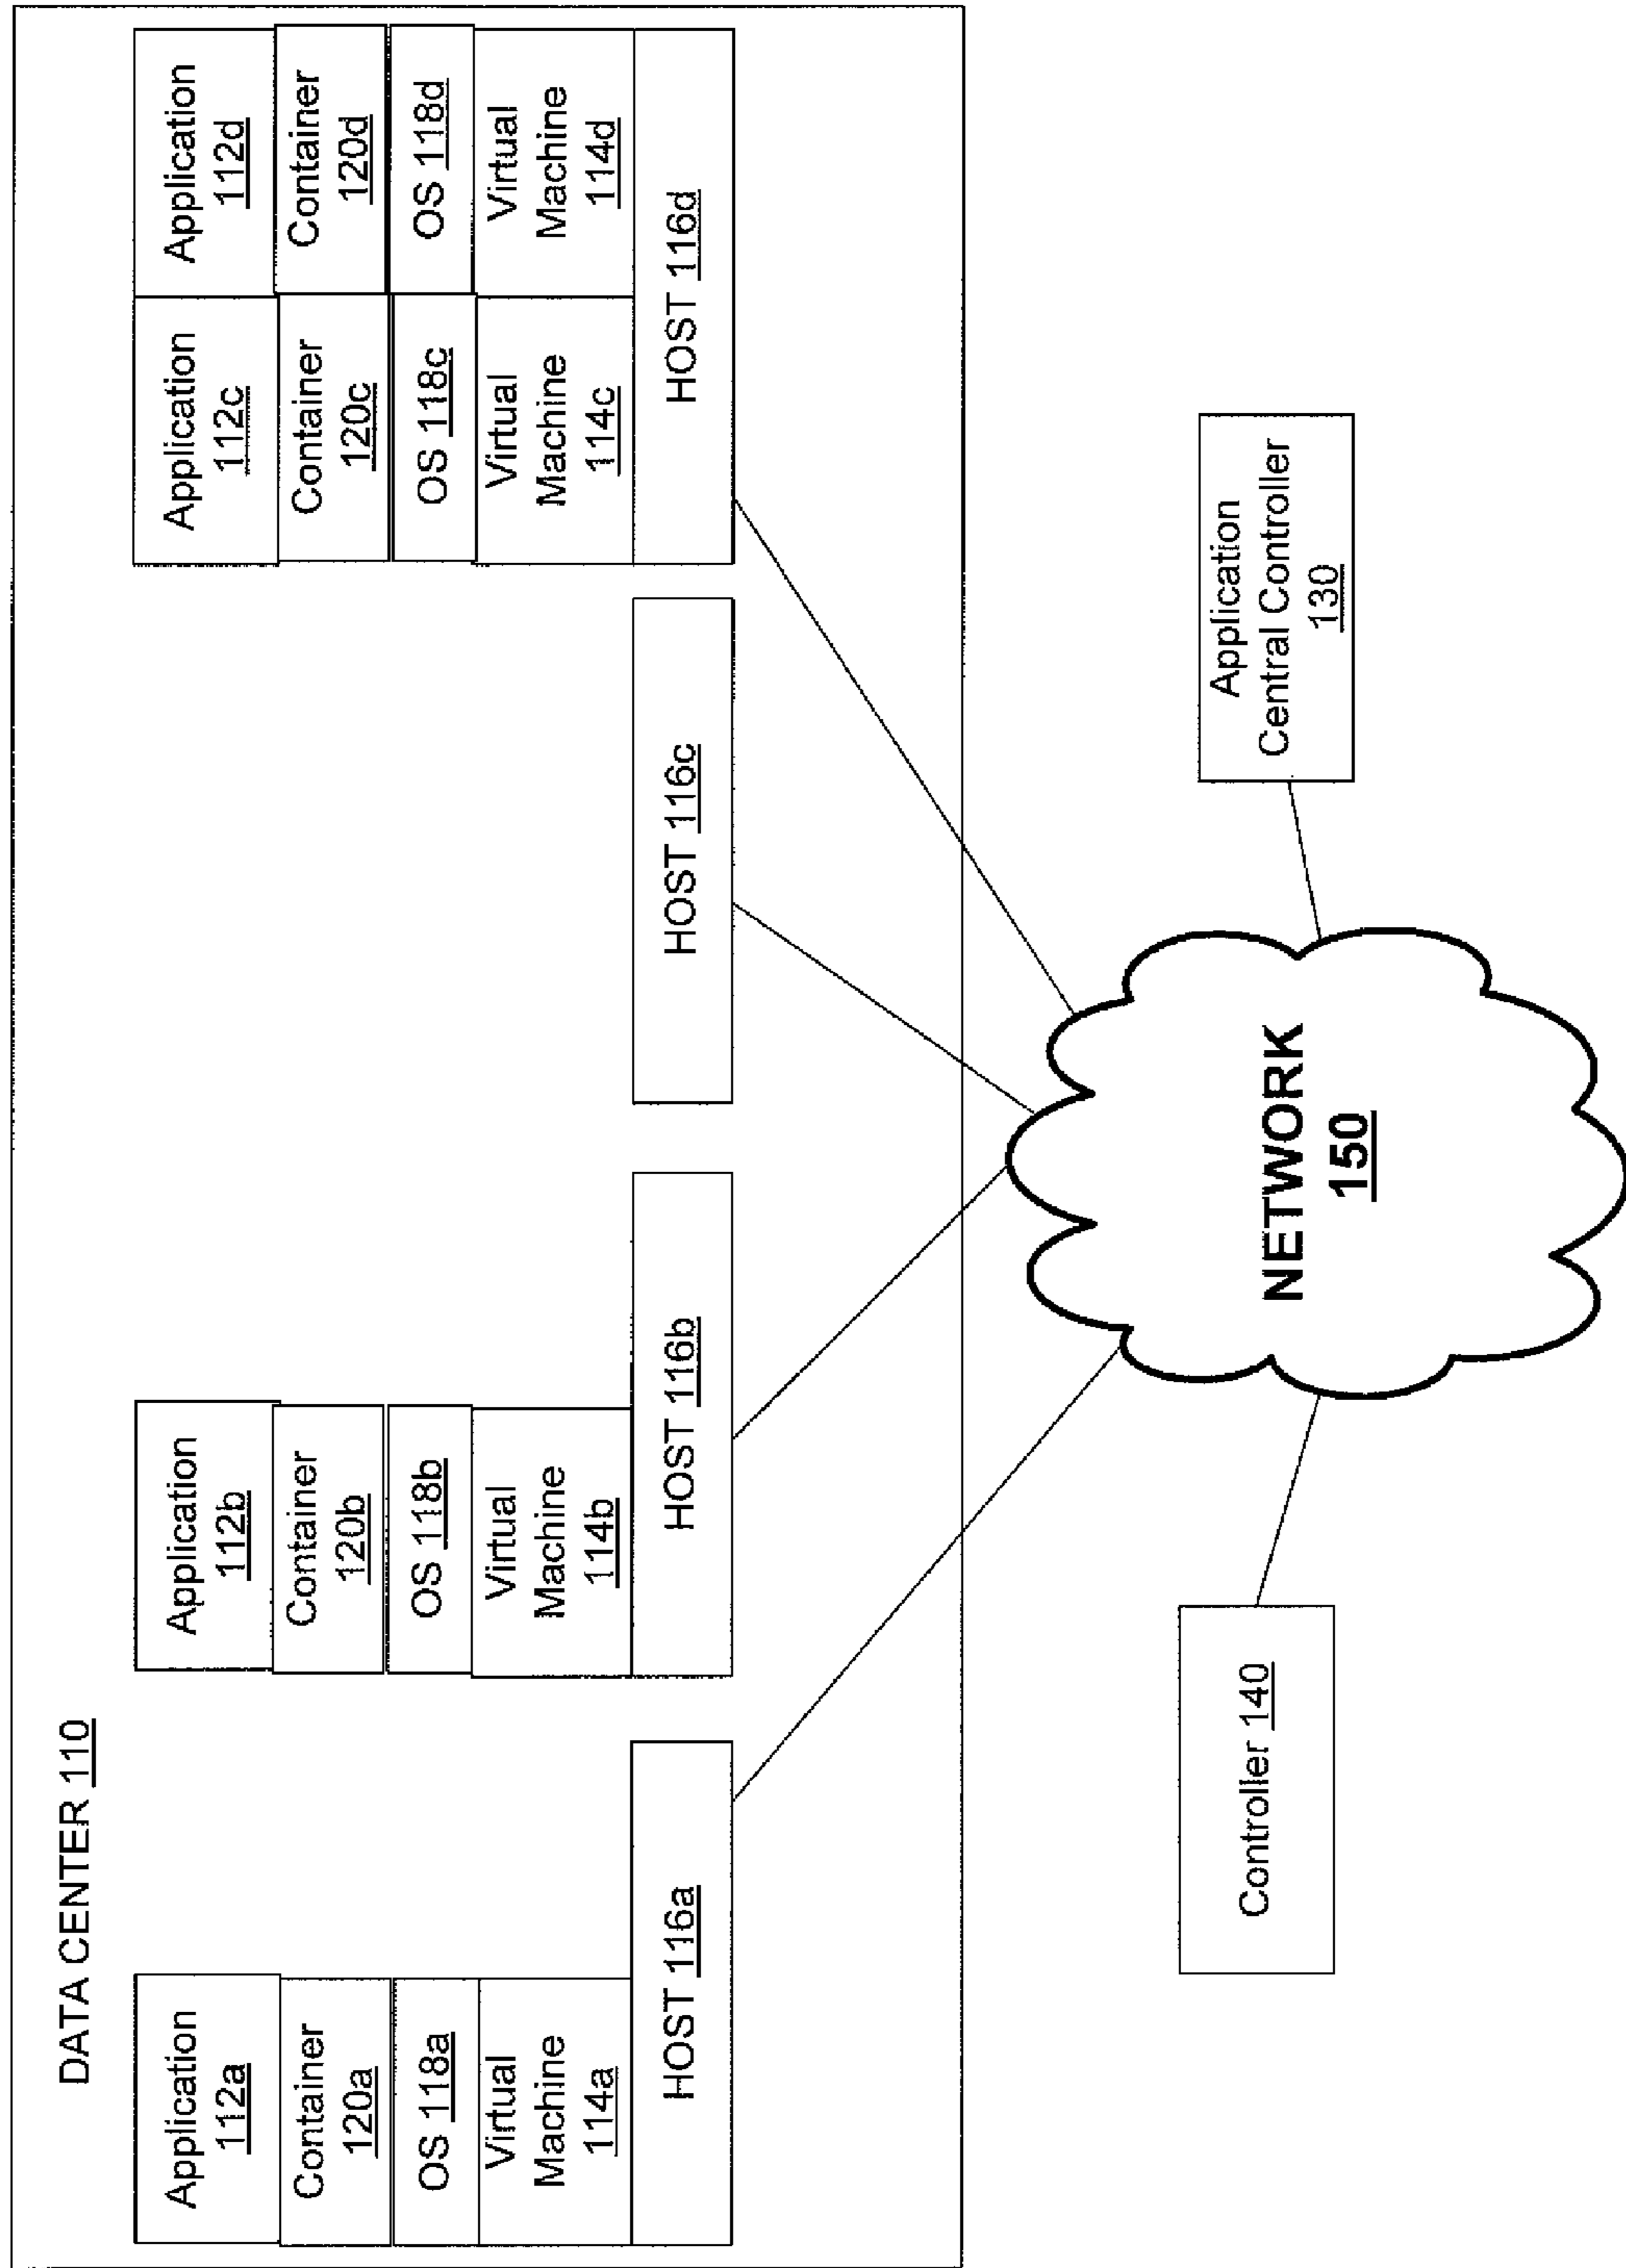 DATA CENTER 110
Application
112a
Container
120a
OS 118a
Virtual
Machine
114a
HOST 116a
Application
112b
Container
120b
OS 118b
Virtual
Machine
114b
HOST 116b
HOST 116c
Application
112c
Container
120c
OS 118c
Virtual
Machine
114c
Application
112d
Container
120d
OS 118d
Virtual
Machine
114d
HOST 116d
NETWORK
150
Controller 140
Application
Central Controller
130